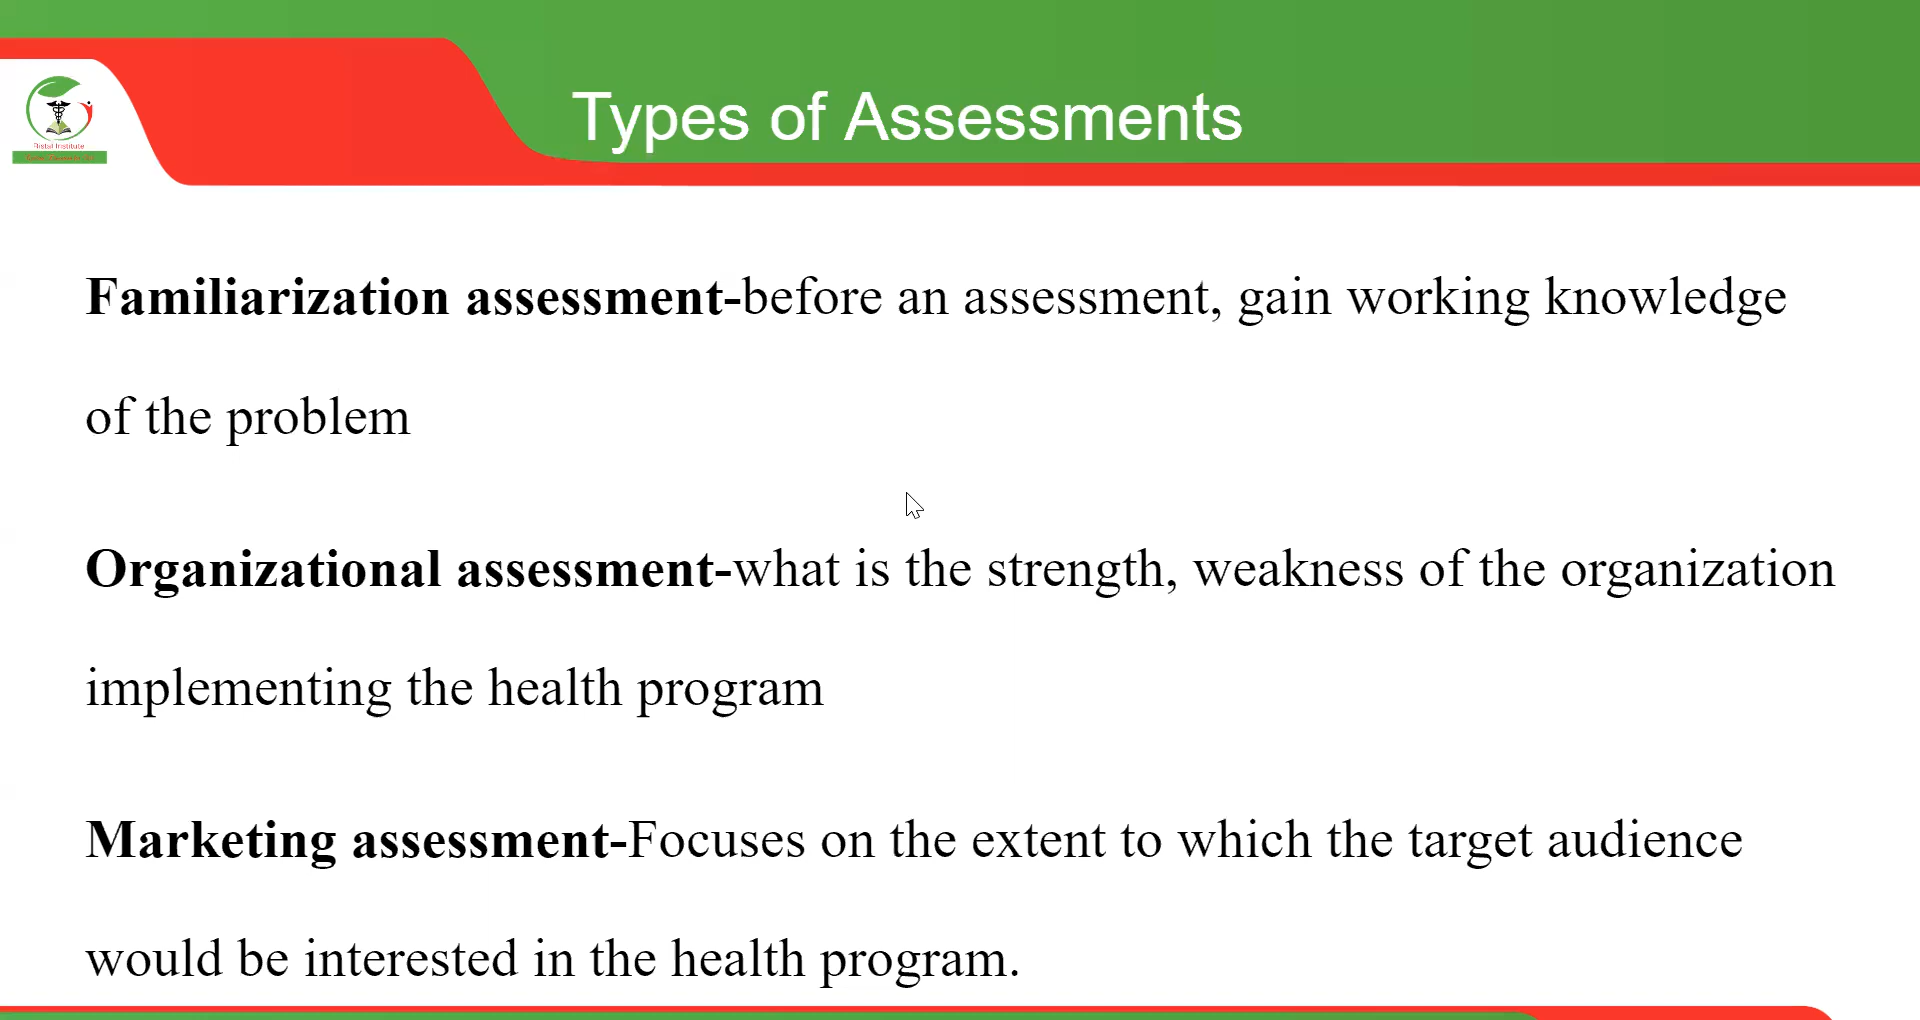 Types of Assessments
Ristal Institute
Familiarization assessment-before an assessment, gain working knowledge
of the problem
Organizational assessment-what is the strength, weakness of the organization
implementing the health program
Marketing assessment-Focuses on the extent to which the target audience
would be interested in the health program.